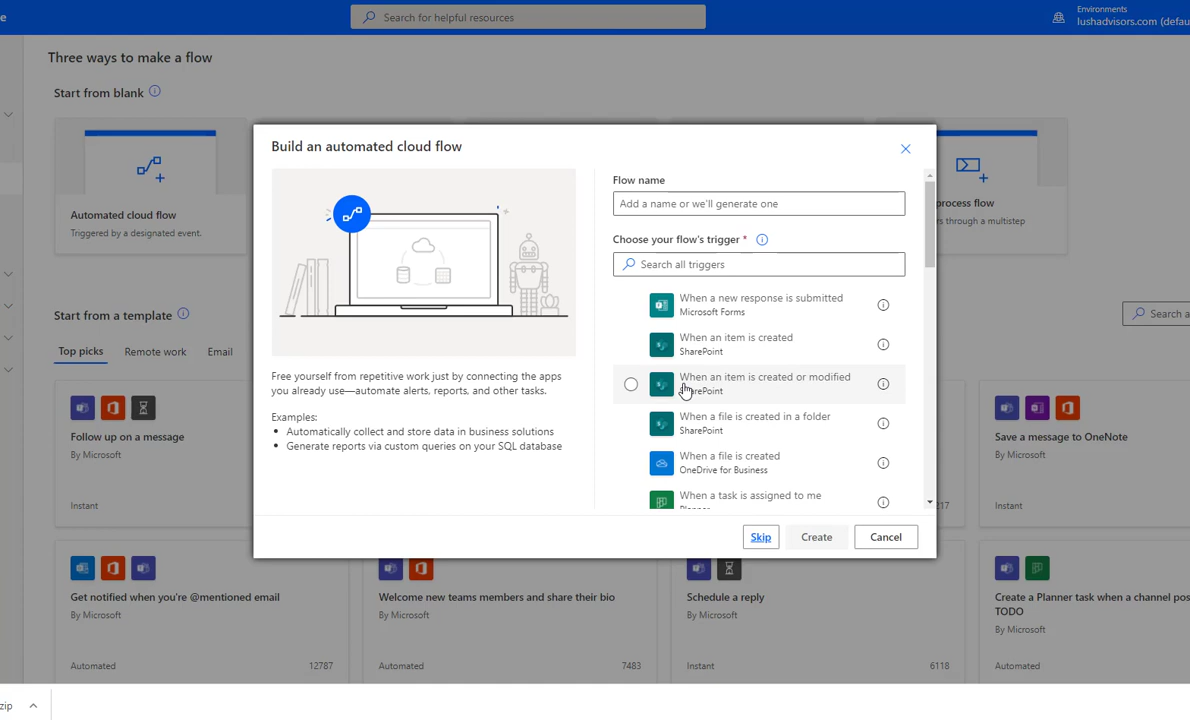 e
Search for helpful resources
Environments
lushadvisors.com (defau
Three ways to make a flow
Start from blank
Automated cloud flow
Triggered by a designated event.
process flow
s through a multistep
Build an automated cloud flow
Free yourself from repetitive work just by connecting the apps
you already use—automate alerts, reports, and other tasks.
Examples:
• Automatically collect and store data in business solutions
• Generate reports via custom queries on your SQL database
Flow name
Add a name or we'll generate one
Choose your flow's trigger *
Search all triggers
When a new response is submitted
Microsoft Forms
When an item is created
SharePoint
When an item is created or modified
SharePoint
When a file is created in a folder
SharePoint
When a file is created
OneDrive for Business
When a task is assigned to me
Planner
Skip
Create
Cancel
Start from a template
Search a
Top picks
Remote work
Email
Follow up on a message
By Microsoft
Instant
217
Save a message to OneNote
By Microsoft
Instant
Get notified when you're @mentioned email
By Microsoft
Automated
12787
Welcome new teams members and share their bio
By Microsoft
Automated
7483
Schedule a reply
By Microsoft
Instant
6118
Create a Planner task when a channel pos
TODO
By Microsoft
Automated
zip